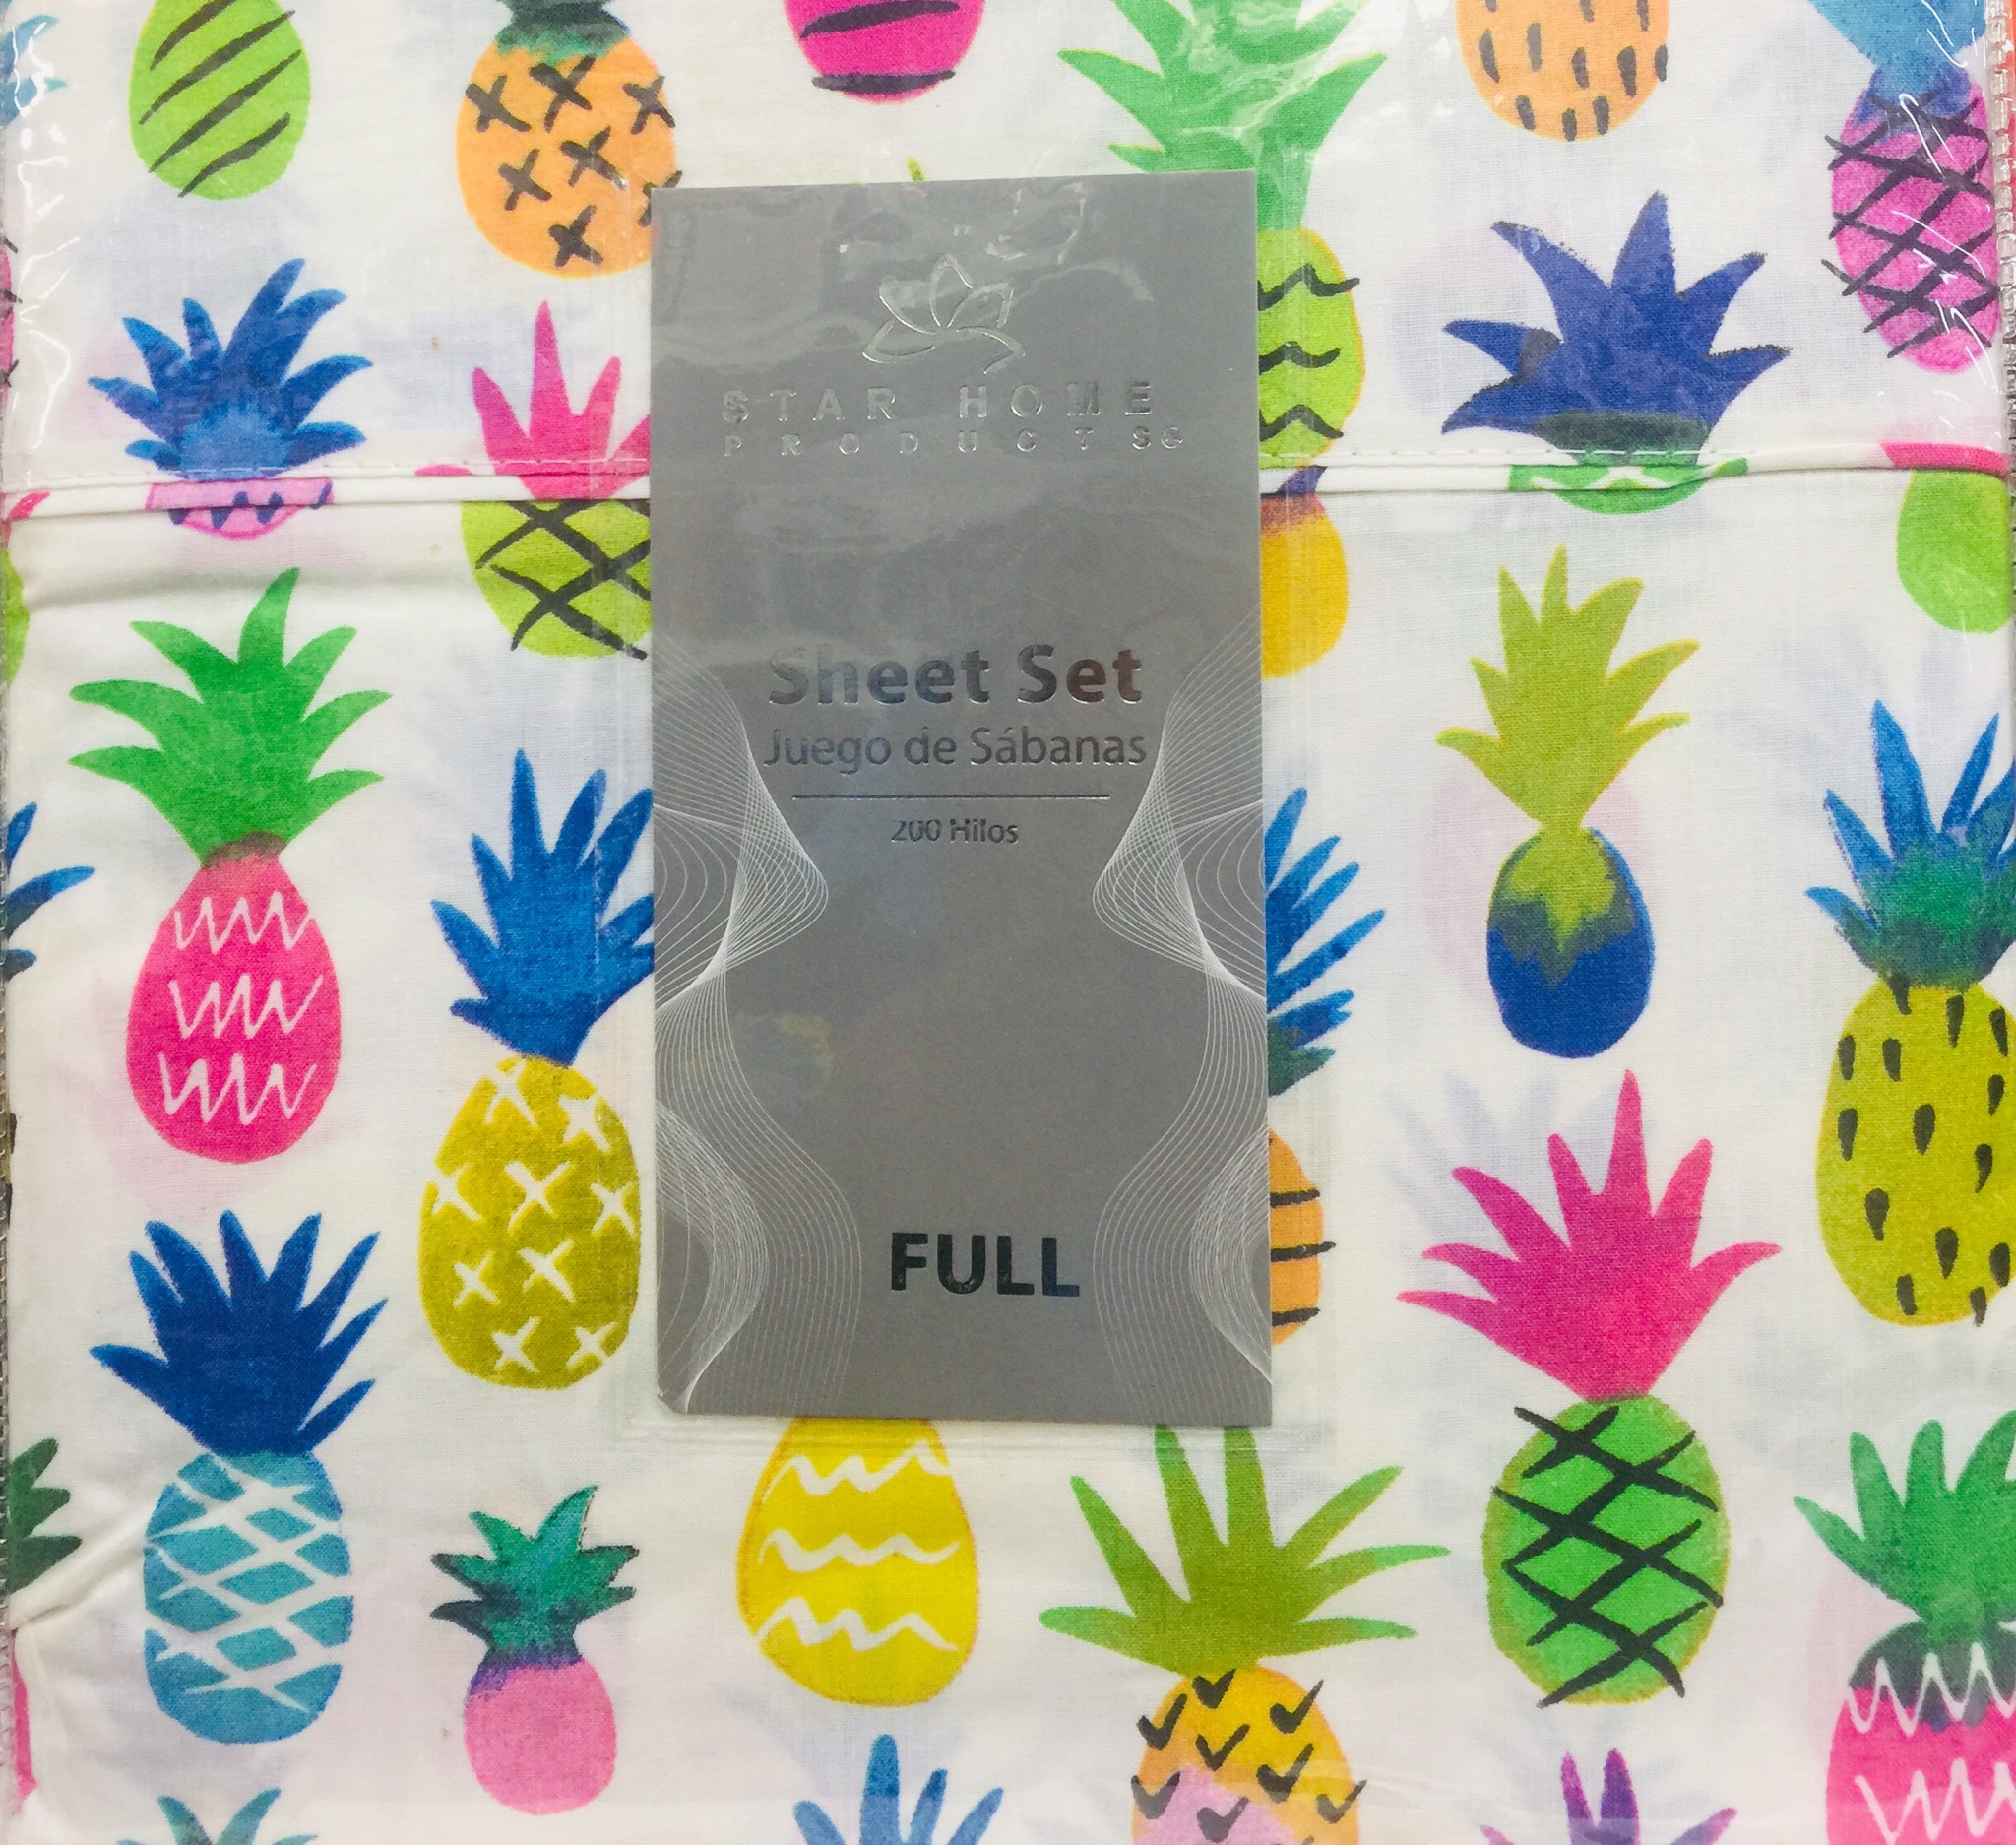 STAR HOME
PRODUCTS
Sheet Set
Juego de Sábanas
200 Hilos
FULL